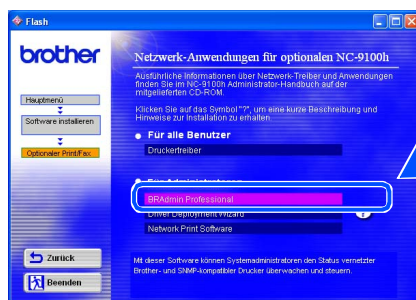 Flash
brother
Netzwerk-Anwendungen für optionalen NC-9100h
Ausführliche Informationen über Netzwerk-Treiber und Anwendungen
finden Sie im NC-9100h Administrator-Handbuch auf der
mitgelieferten CD-ROM.
Klicken Sie auf das Symbol "?", um eine kurze Beschreibung und
Hinweise zur Installation zu erhalten.
Hauptmenü
Software installieren
Optionaler Print/Fax
Für alle Benutzer
Druckertreiber
Für Administratoren
BRAdmin Professional
Driver Deployment Wizard
Network Print Software
Zurück
Beenden
Mit dieser Software können Systemadministratoren den Status vernetzter
Brother- und SNMP-kompatibler Drucker überwachen und steuern.